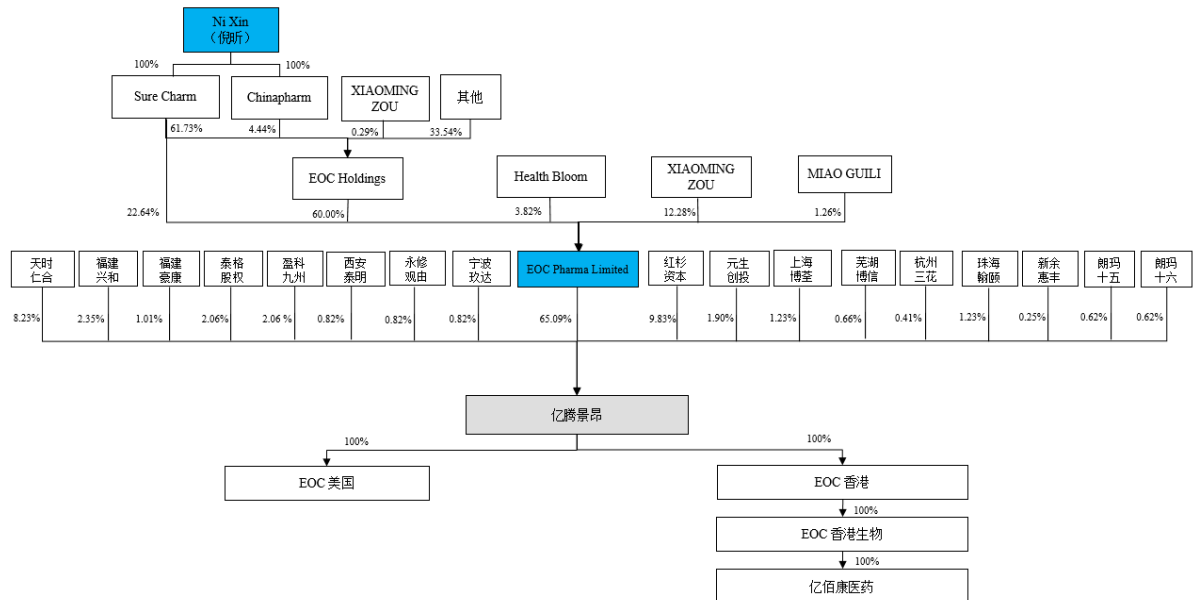 Ni Xin
（倪昕）
100%
100%
Sure Charm
Chinapharm
XIAOMING
ZOU
其他
61.73%
4.44%
0.29%
33.54%
EOC Holdings
Health Bloom
XIAOMING
ZOU
MIAO GUILI
22.64%
60.00%
3.82%
12.28%
1.26%
天时
仁合
福建
兴和
福建
豪康
泰格
股权
盈科
九州
西安
泰明
永修
观由
宁波
玫达
EOC Pharma Limited
红杉
资本
元生
创投
上海
博荃
芜湖
博信
杭州
三花
珠海
翰颐
新余
惠丰
朗玛
十五
朗玛
十六
8.23%
2.35%
1.01%
2.06%
2.06 %
0.82%
0.82%
0.82%
65.09%
9.83%
1.90%
1.23%
0.66%
0.41%
1.23%
0.25%
0.62%
0.62%
亿腾景昂
100%
100%
EOC 美国
EOC 香港
100%
EOC 香港生物
100%
亿佰康医药